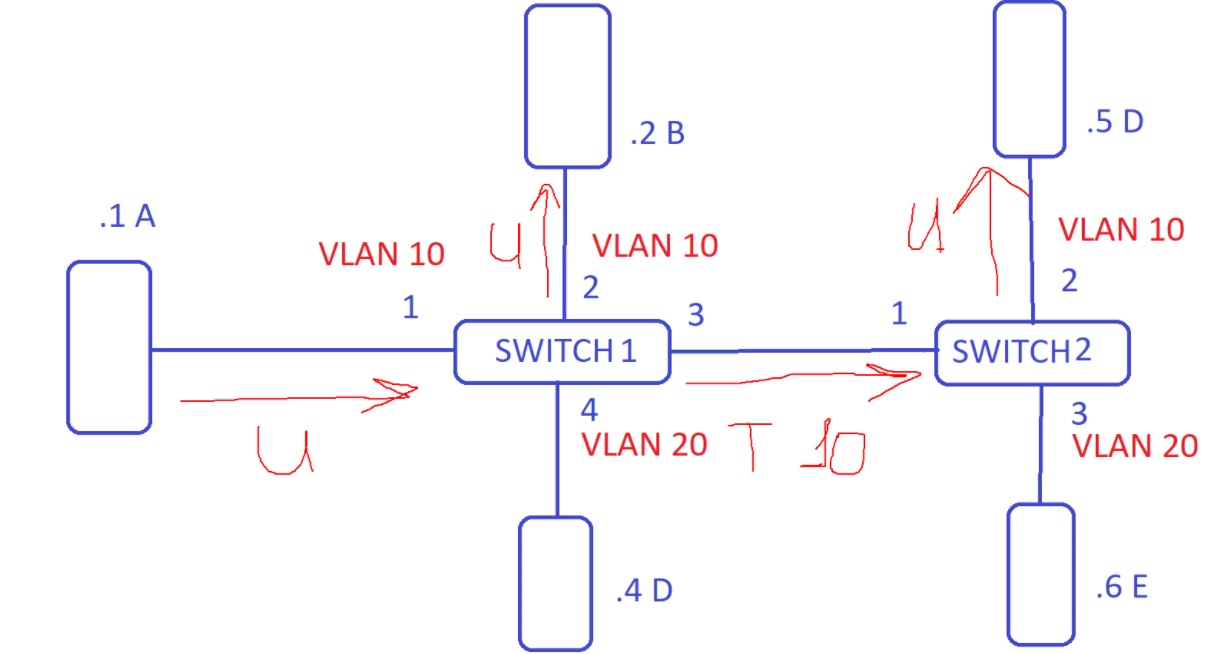 .2 B
.5 D
.1 A
VLAN 10
U
VLAN 10
U
VLAN 10
1
2
3
1
2
SWITCH 1
SWITCH 2
U
4
VLAN 20
T 10
3
VLAN 20
.4 D
.6 E